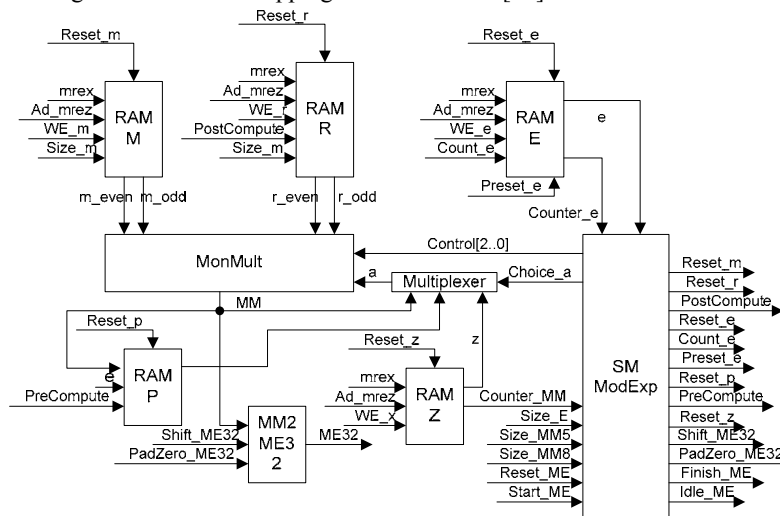 Reset_m
Reset_r
Reset_e
mrex
Ad_mrez
WE_m
Size_m
RAM
M
mrex
Ad_mrez
WE_r
PostCompute
Size_m
RAM
R
mrex
Ad_mrez
WE_e
Count_e
Preset_e
RAM
E
e
Counter_e
m_even
m_odd
r_even
r_odd
MonMult
Control[2..0]
a
Multiplexer
Choice_a
MM
Reset_p
e
PreCompute
RAM
P
Reset_z
z
mrex
Ad_mrez
WE_x
RAM
Z
Shift_ME32
PadZero_ME32
MM2
ME3
2
ME32
Counter_MM
Size_E
Size_MM5
Size_MM8
Reset_ME
Start_ME
SM
ModExp
Reset_m
Reset_r
PostCompute
Reset_e
Count_e
Preset_e
Reset_p
PreCompute
Reset_z
Shift_ME32
PadZero_ME32
Finish_ME
Idle_ME